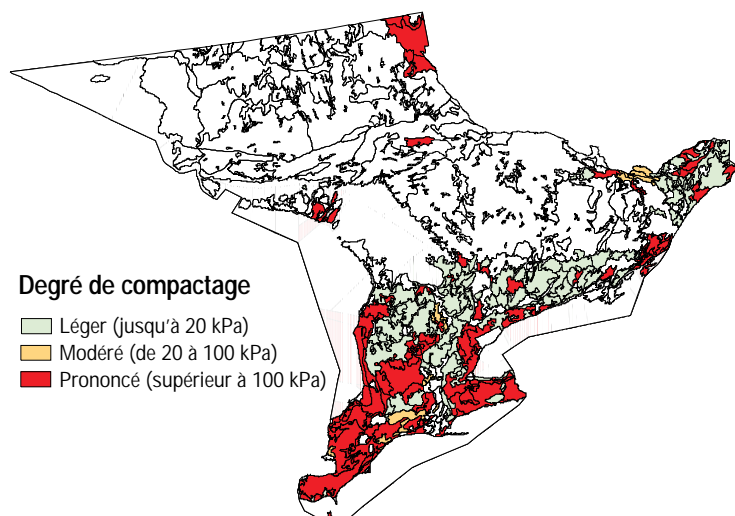 Degré de compactage
Léger (jusqu'à 20 kPa)
Modéré (de 20 à 100 kPa)
Prononcé (supérieur à 100 kPa)